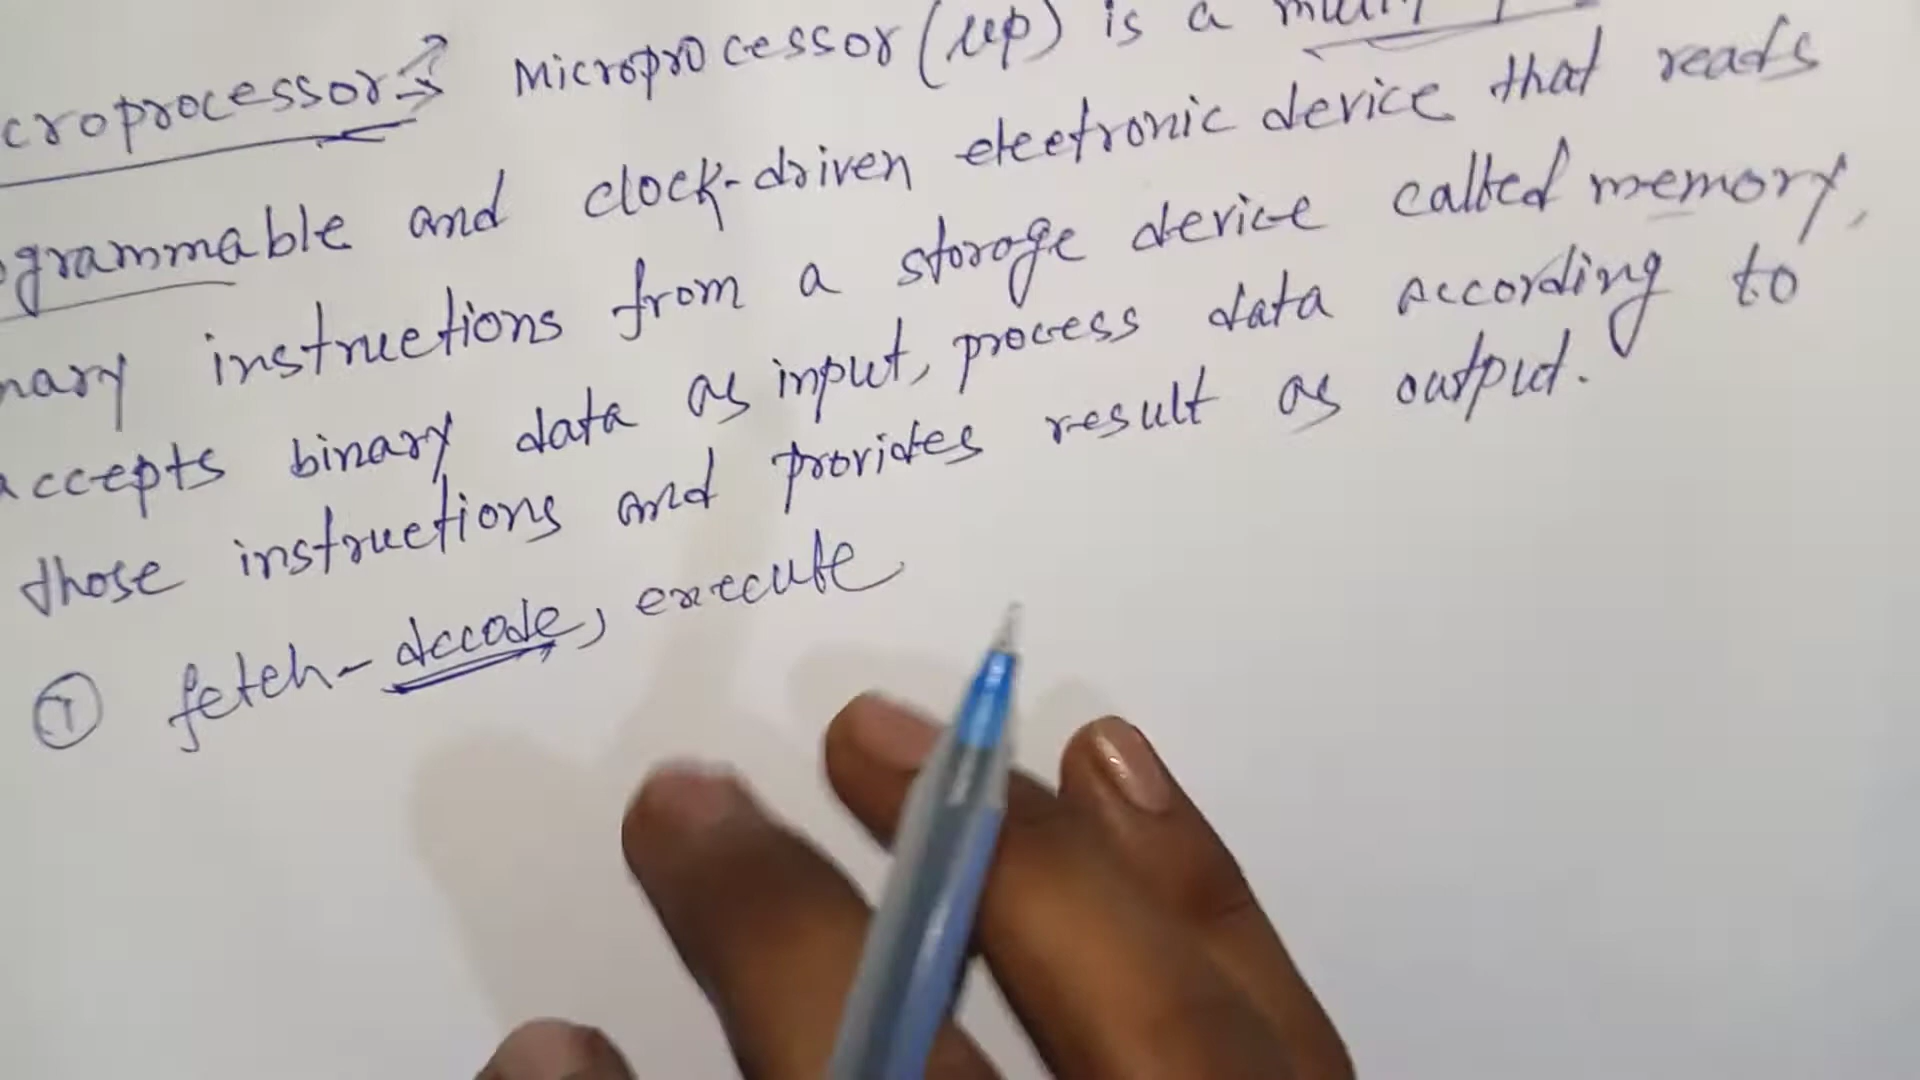 croprocessor → Microprocessor (μp) is a
grammable and clock-driven electronic device that reads
nary instructions from a storage device called memory,
accepts binary data as input, process data according to
those instructions and provides result as output.
① fetch - decode, execute